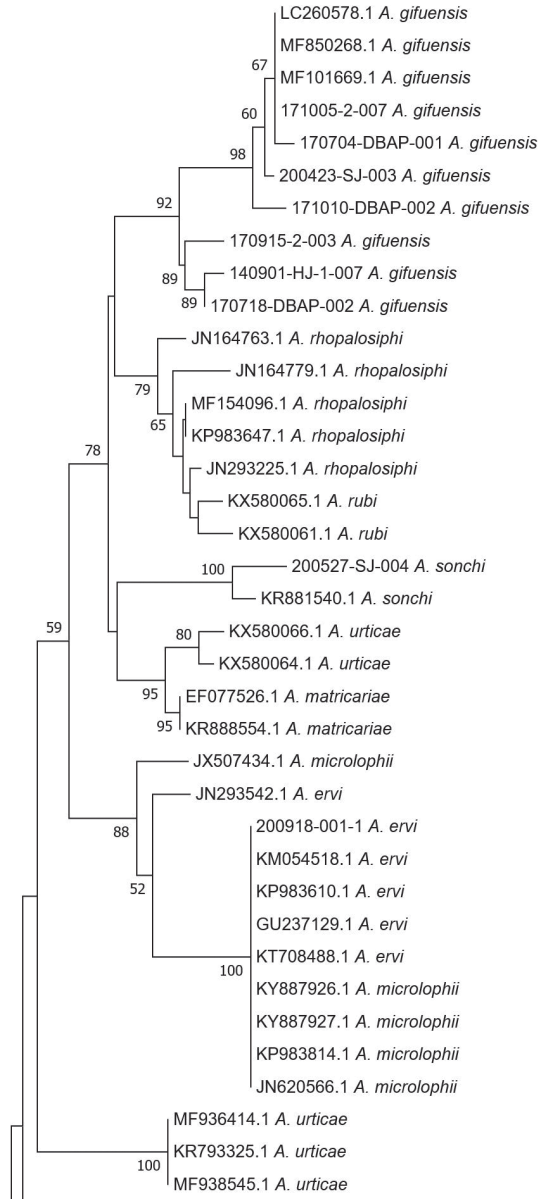 LC260578.1 A. gifuensis
MF850268.1 A. gifuensis
67
MF101669.1 A. gifuensis
171005-2-007 A. gifuensis
60
170704-DBAP-001 A. gifuensis
98
200423-SJ-003 A. gifuensis
92
171010-DBAP-002 A. gifuensis
170915-2-003 A. gifuensis
89
140901-HJ-1-007 A. gifuensis
89
170718-DBAP-002 A. gifuensis
JN164763.1 A. rhopalosiphi
79
JN164779.1 A. rhopalosiphi
MF154096.1 A. rhopalosiphi
65
KP983647.1 A. rhopalosiphi
78
JN293225.1 A. rhopalosiphi
KX580065.1 A. rubi
KX580061.1 A. rubi
100
200527-SJ-004 A. sonchi
KR881540.1 A. sonchi
59
80
KX580066.1 A. urticae
KX580064.1 A. urticae
95
EF077526.1 A. matricariae
95
KR888554.1 A. matricariae
JX507434.1 A. microlophii
JN293542.1 A. ervi
88
200918-001-1 A. ervi
KM054518.1 A. ervi
52
KP983610.1 A. ervi
GU237129.1 A. ervi
KT708488.1 A. ervi
100
KY887926.1 A. microlophii
KY887927.1 A. microlophii
KP983814.1 A. microlophii
JN620566.1 A. microlophii
MF936414.1 A. urticae
KR793325.1 A. urticae
100
MF938545.1 A. urticae